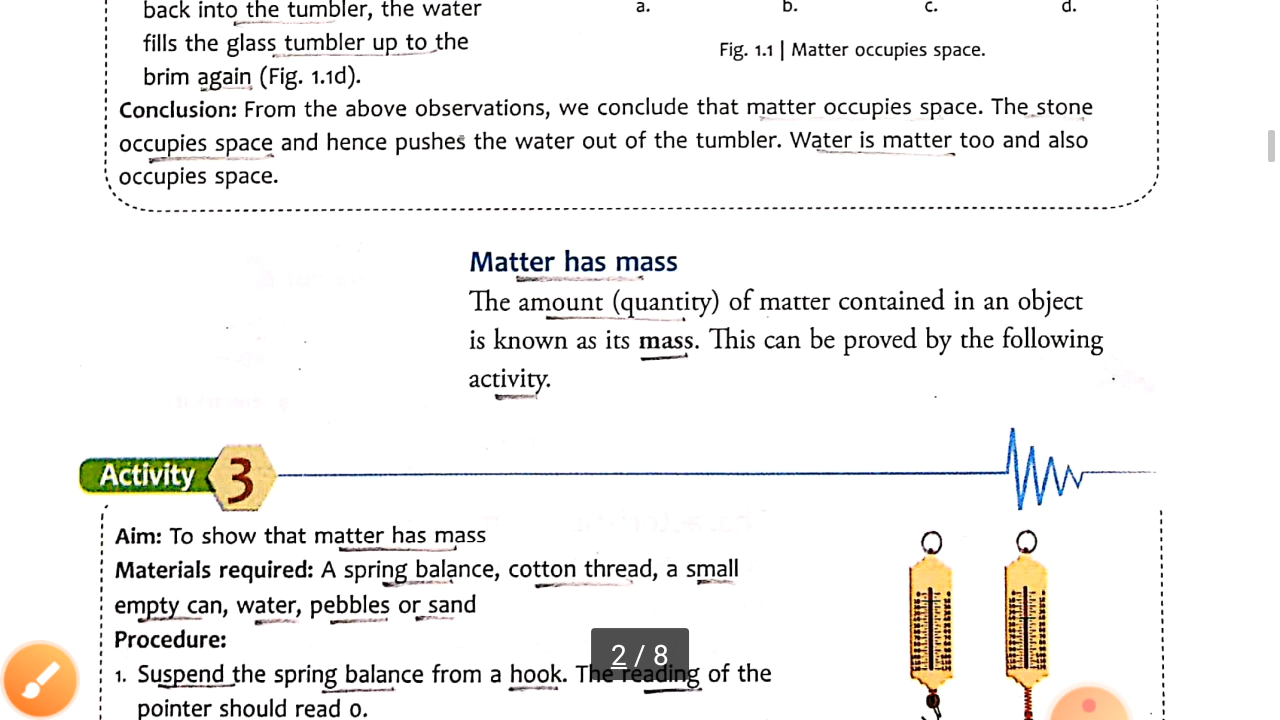 back into the tumbler, the water
fills the glass tumbler up to the
brim again (Fig. 1.1d).
a. b. c. d.
Fig. 1.1 | Matter occupies space.
Conclusion: From the above observations, we conclude that matter occupies space. The stone
occupies space and hence pushes the water out of the tumbler. Water is matter too and also
occupies space.
Matter has mass
The amount (quantity) of matter contained in an object
is known as its mass. This can be proved by the following
activity.
Activity 3
Aim: To show that matter has mass
Materials required: A spring balance, cotton thread, a small
empty can, water, pebbles or sand
Procedure:
2 / 8
1. Suspend the spring balance from a hook. The reading of the
pointer should read 0.